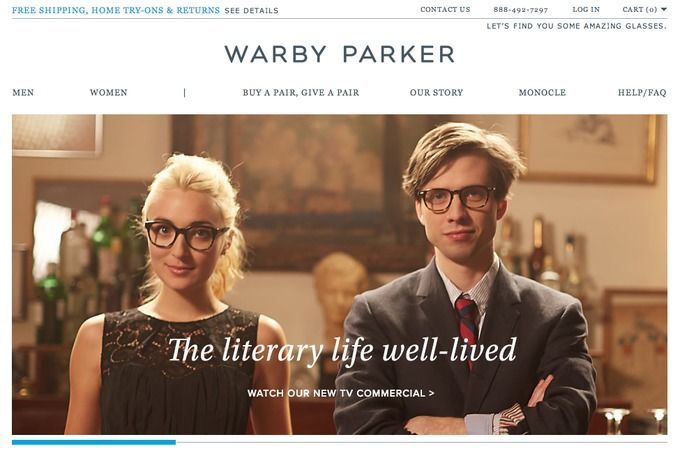 FREE SHIPPING, HOME TRY-ONS & RETURNS SEE DETAILS CONTACT US 888-492-7297 LOG IN CART (0)
LET'S FIND YOU SOME AMAZING GLASSES.
WARBY PARKER
MEN WOMEN | BUY A PAIR, GIVE A PAIR OUR STORY MONOCLE HELP/FAQ
The literary life well-lived
WATCH OUR NEW TV COMMERCIAL >